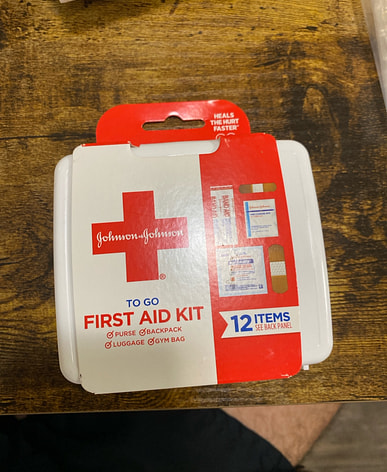 HEALS
THE HURT
FASTER
Johnson & Johnson
®
TO GO
FIRST AID KIT
PURSE BACKPACK
LUGGAGE GYM BAG
12 ITEMS
SEE BACK PANEL